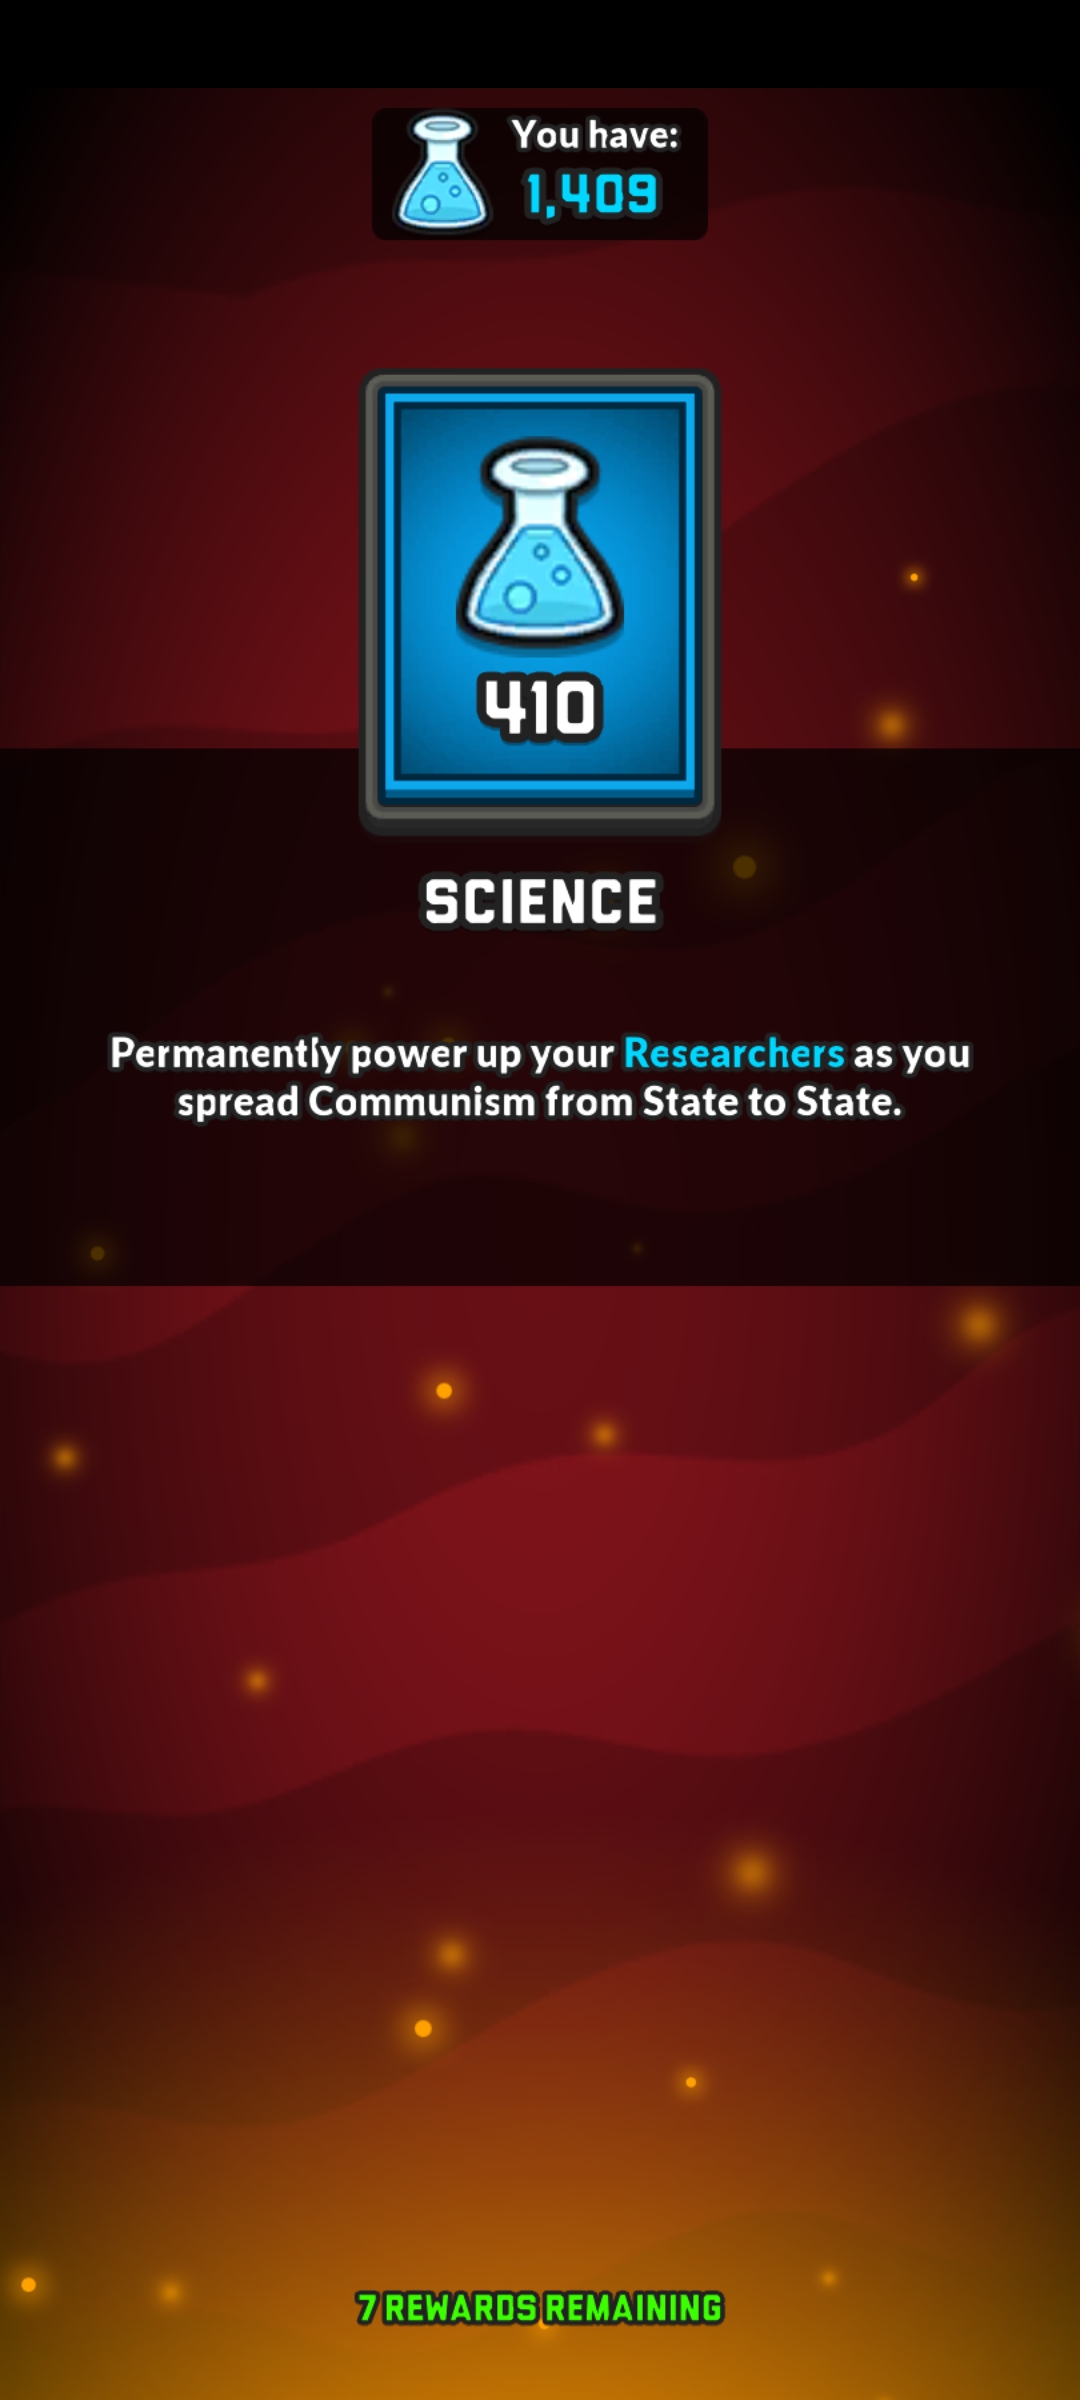 You have:
1,409
410
SCIENCE
Permanently power up your Researchers as you
spread Communism from State to State.
7 REWARDS REMAINING